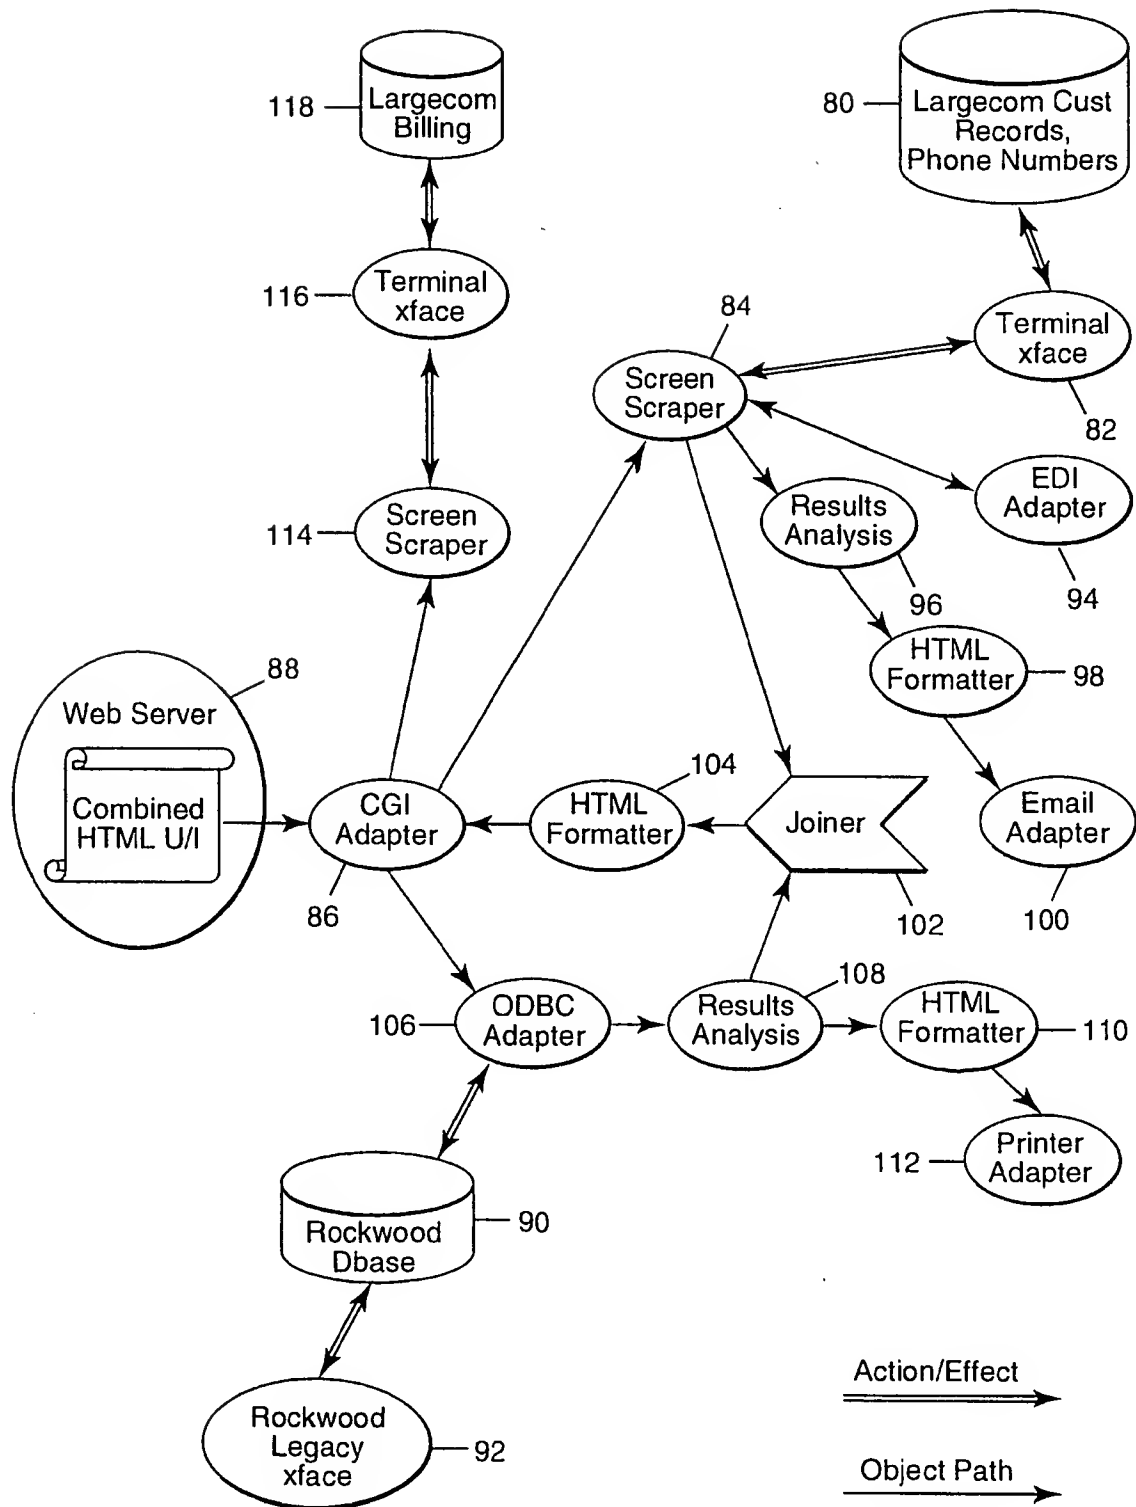 118
Largecom
Billing
80
Largecom Cust
Records,
Phone Numbers
116
Terminal
xface
84
Terminal
xface
82
Screen
Scraper
114
Screen
Scraper
Results
Analysis
96
EDI
Adapter
94
HTML
Formatter
98
88
Web Server
Combined
HTML U/I
CGI
Adapter
86
104
HTML
Formatter
Joiner
102
Email
Adapter
100
106
ODBC
Adapter
108
Results
Analysis
HTML
Formatter
110
112
Printer
Adapter
Rockwood
Dbase
90
Rockwood
Legacy
xface
92
Action/Effect
Object Path